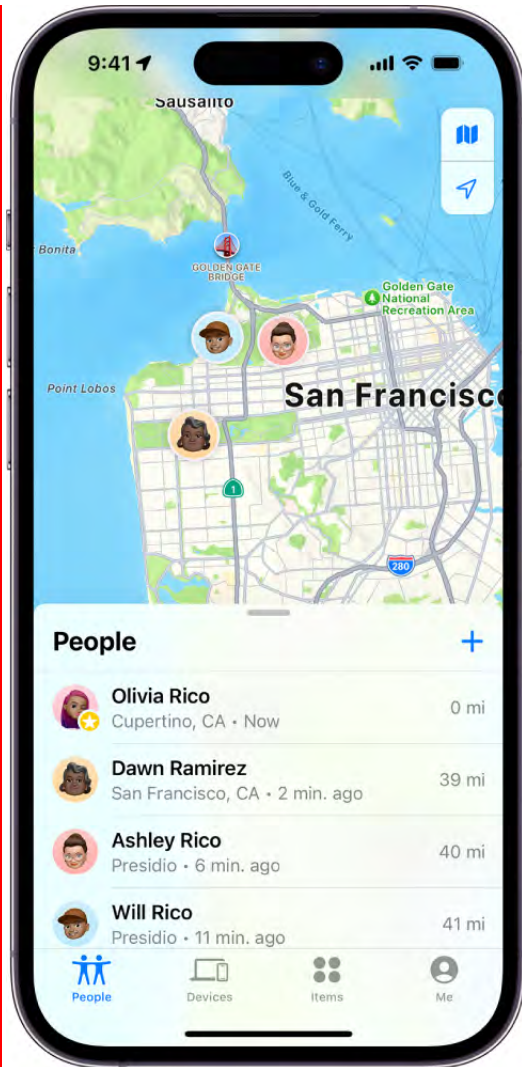 9:41
Sausalito
Blue & Gold Ferry
Bonita
GOLDEN GATE
BRIDGE
Golden Gate
National
Recreation Area
Point Lobos
San Francisco
1
280
People
Olivia Rico
Cupertino, CA • Now
0 mi
Dawn Ramirez
San Francisco, CA • 2 min. ago
39 mi
Ashley Rico
Presidio • 6 min. ago
40 mi
Will Rico
Presidio • 11 min. ago
41 mi
People
Devices
Items
Me